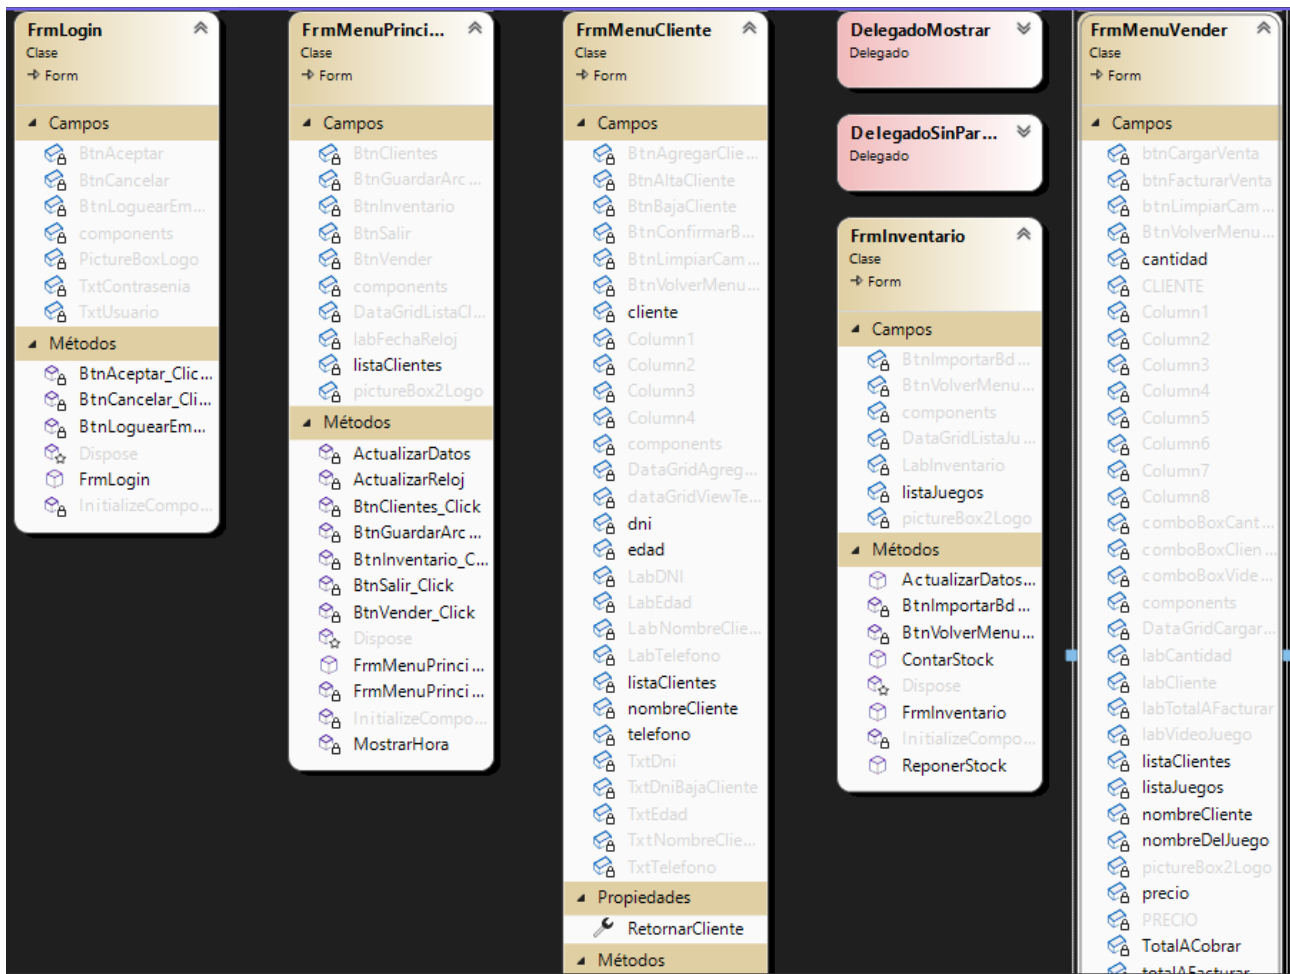 FrmLogin
Clase
Form
Campos
BtnAceptar
BtnCancelar
BtnLoguearEm...
components
PictureBoxLogo
TxtContrasenia
TxtUsuario
Métodos
BtnAceptar_Clic...
BtnCancelar_Cli...
BtnLoguearEm...
Dispose
FrmLogin
InitializeCompo...
FrmMenuPrinci...
Clase
Form
Campos
BtnClientes
BtnGuardarArc...
BtnInventario
BtnSalir
BtnVender
components
DataGridListaCl...
labFechaReloj
listaClientes
pictureBox2Logo
Métodos
ActualizarDatos
ActualizarReloj
BtnClientes_Click
BtnGuardarArc...
BtnInventario_C...
BtnSalir_Click
BtnVender_Click
Dispose
FrmMenuPrinci...
FrmMenuPrinci...
InitializeCompo...
MostrarHora
FrmMenuCliente
Clase
Form
Campos
BtnAgregarClie...
BtnAltaCliente
BtnBajaCliente
BtnConfirmarB...
BtnLimpiarCam...
BtnVolverMenu...
cliente
Column1
Column2
Column3
Column4
components
DataGridAgreg...
dataGridViewTe...
dni
edad
LabDNI
LabEdad
LabNombreClie...
LabTelefono
listaClientes
nombreCliente
telefono
TxtDni
TxtDniBajaCliente
TxtEdad
TxtNombreClie...
TxtTelefono
Propiedades
RetornarCliente
Métodos
DelegadoMostrar
Delegado
DelegadoSinPar...
Delegado
FrmInventario
Clase
Form
Campos
BtnImportarBd...
BtnVolverMenu...
components
DataGridListaJu...
LabInventario
listaJuegos
pictureBox2Logo
Métodos
ActualizarDatos...
BtnImportarBd...
BtnVolverMenu...
ContarStock
Dispose
FrmInventario
InitializeCompo...
ReponerStock
FrmMenuVender
Clase
Form
Campos
btnCargarVenta
btnFacturarVenta
btnLimpiarCam...
BtnVolverMenu...
cantidad
CLIENTE
Column1
Column2
Column3
Column4
Column5
Column6
Column7
Column8
comboBoxCant...
comboBoxClien...
comboBoxVide...
components
DataGridCargar...
labCantidad
labCliente
labTotalAFacturar
labVideoJuego
listaClientes
listaJuegos
nombreCliente
nombreDelJuego
pictureBox2Logo
precio
PRECIO
TotalACobrar
totalAFacturar